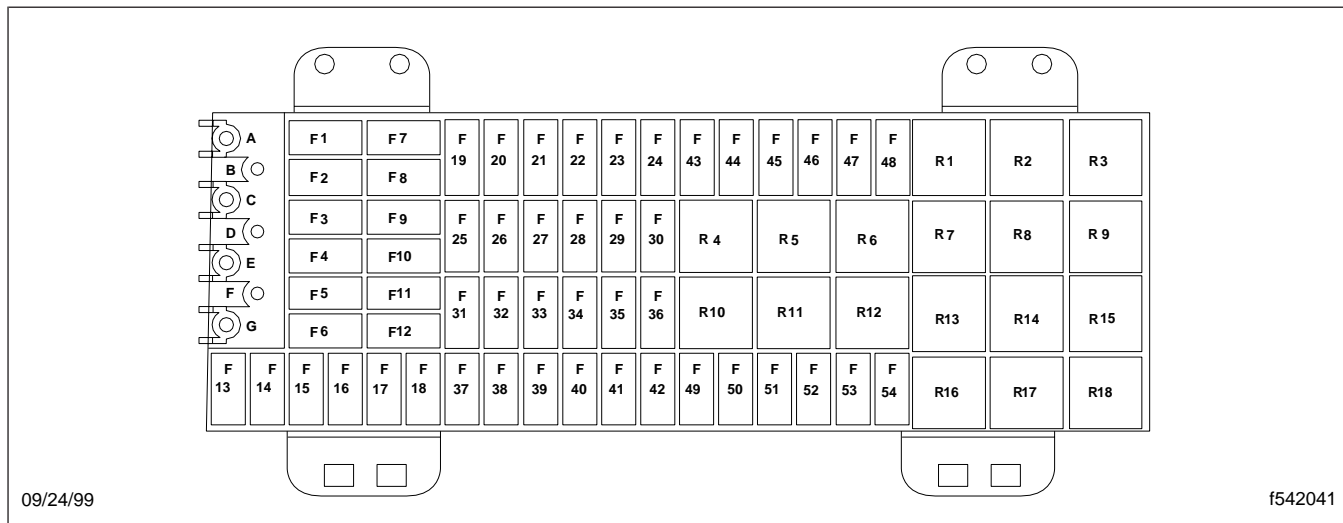 A
B
C
D
E
F
G
F1 F7
F2 F8
F3 F9
F4 F10
F5 F11
F6 F12
F 19 F 20 F 21 F 22 F 23 F 24 F 43 F 44 F 45 F 46 F 47 F 48
R1 R2 R3
F 25 F 26 F 27 F 28 F 29 F 30
R 4 R 5 R 6 R 7 R 8 R 9
F 31 F 32 F 33 F 34 F 35 F 36
R10 R11 R12 R13 R14 R15
F 13 F 14 F 15 F 16 F 17 F 18 F 37 F 38 F 39 F 40 F 41 F 42 F 49 F 50 F 51 F 52 F 53 F 54
R16 R17 R18
09/24/99
f542041